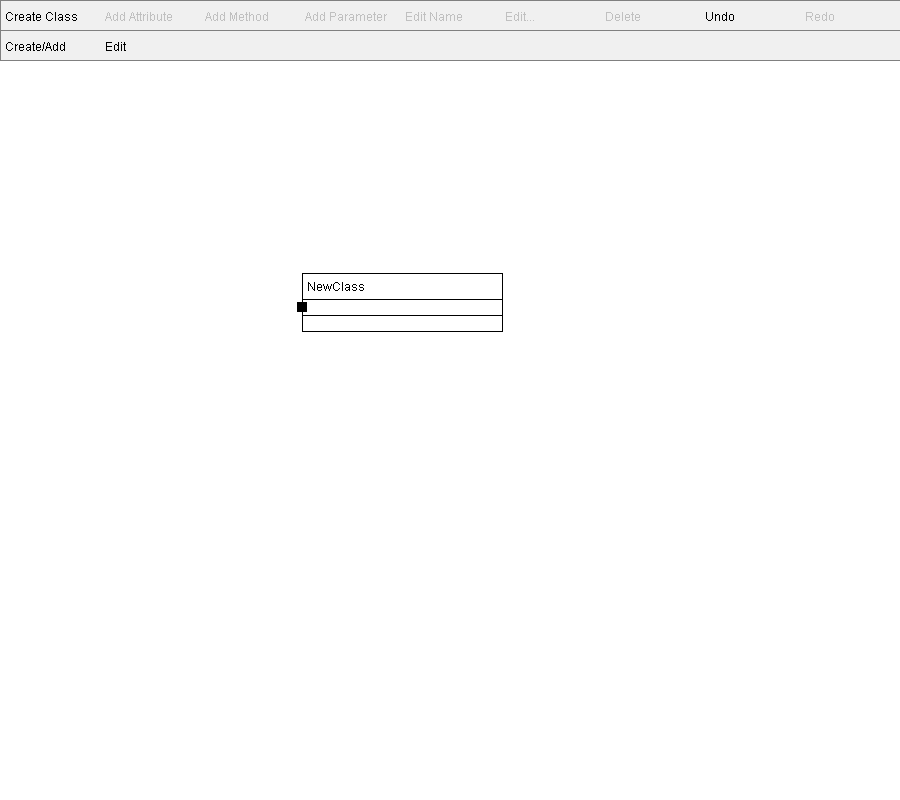 Create Class Add Attribute Add Method Add Parameter Edit Name Edit... Delete Undo Redo
Create/Add Edit
NewClass